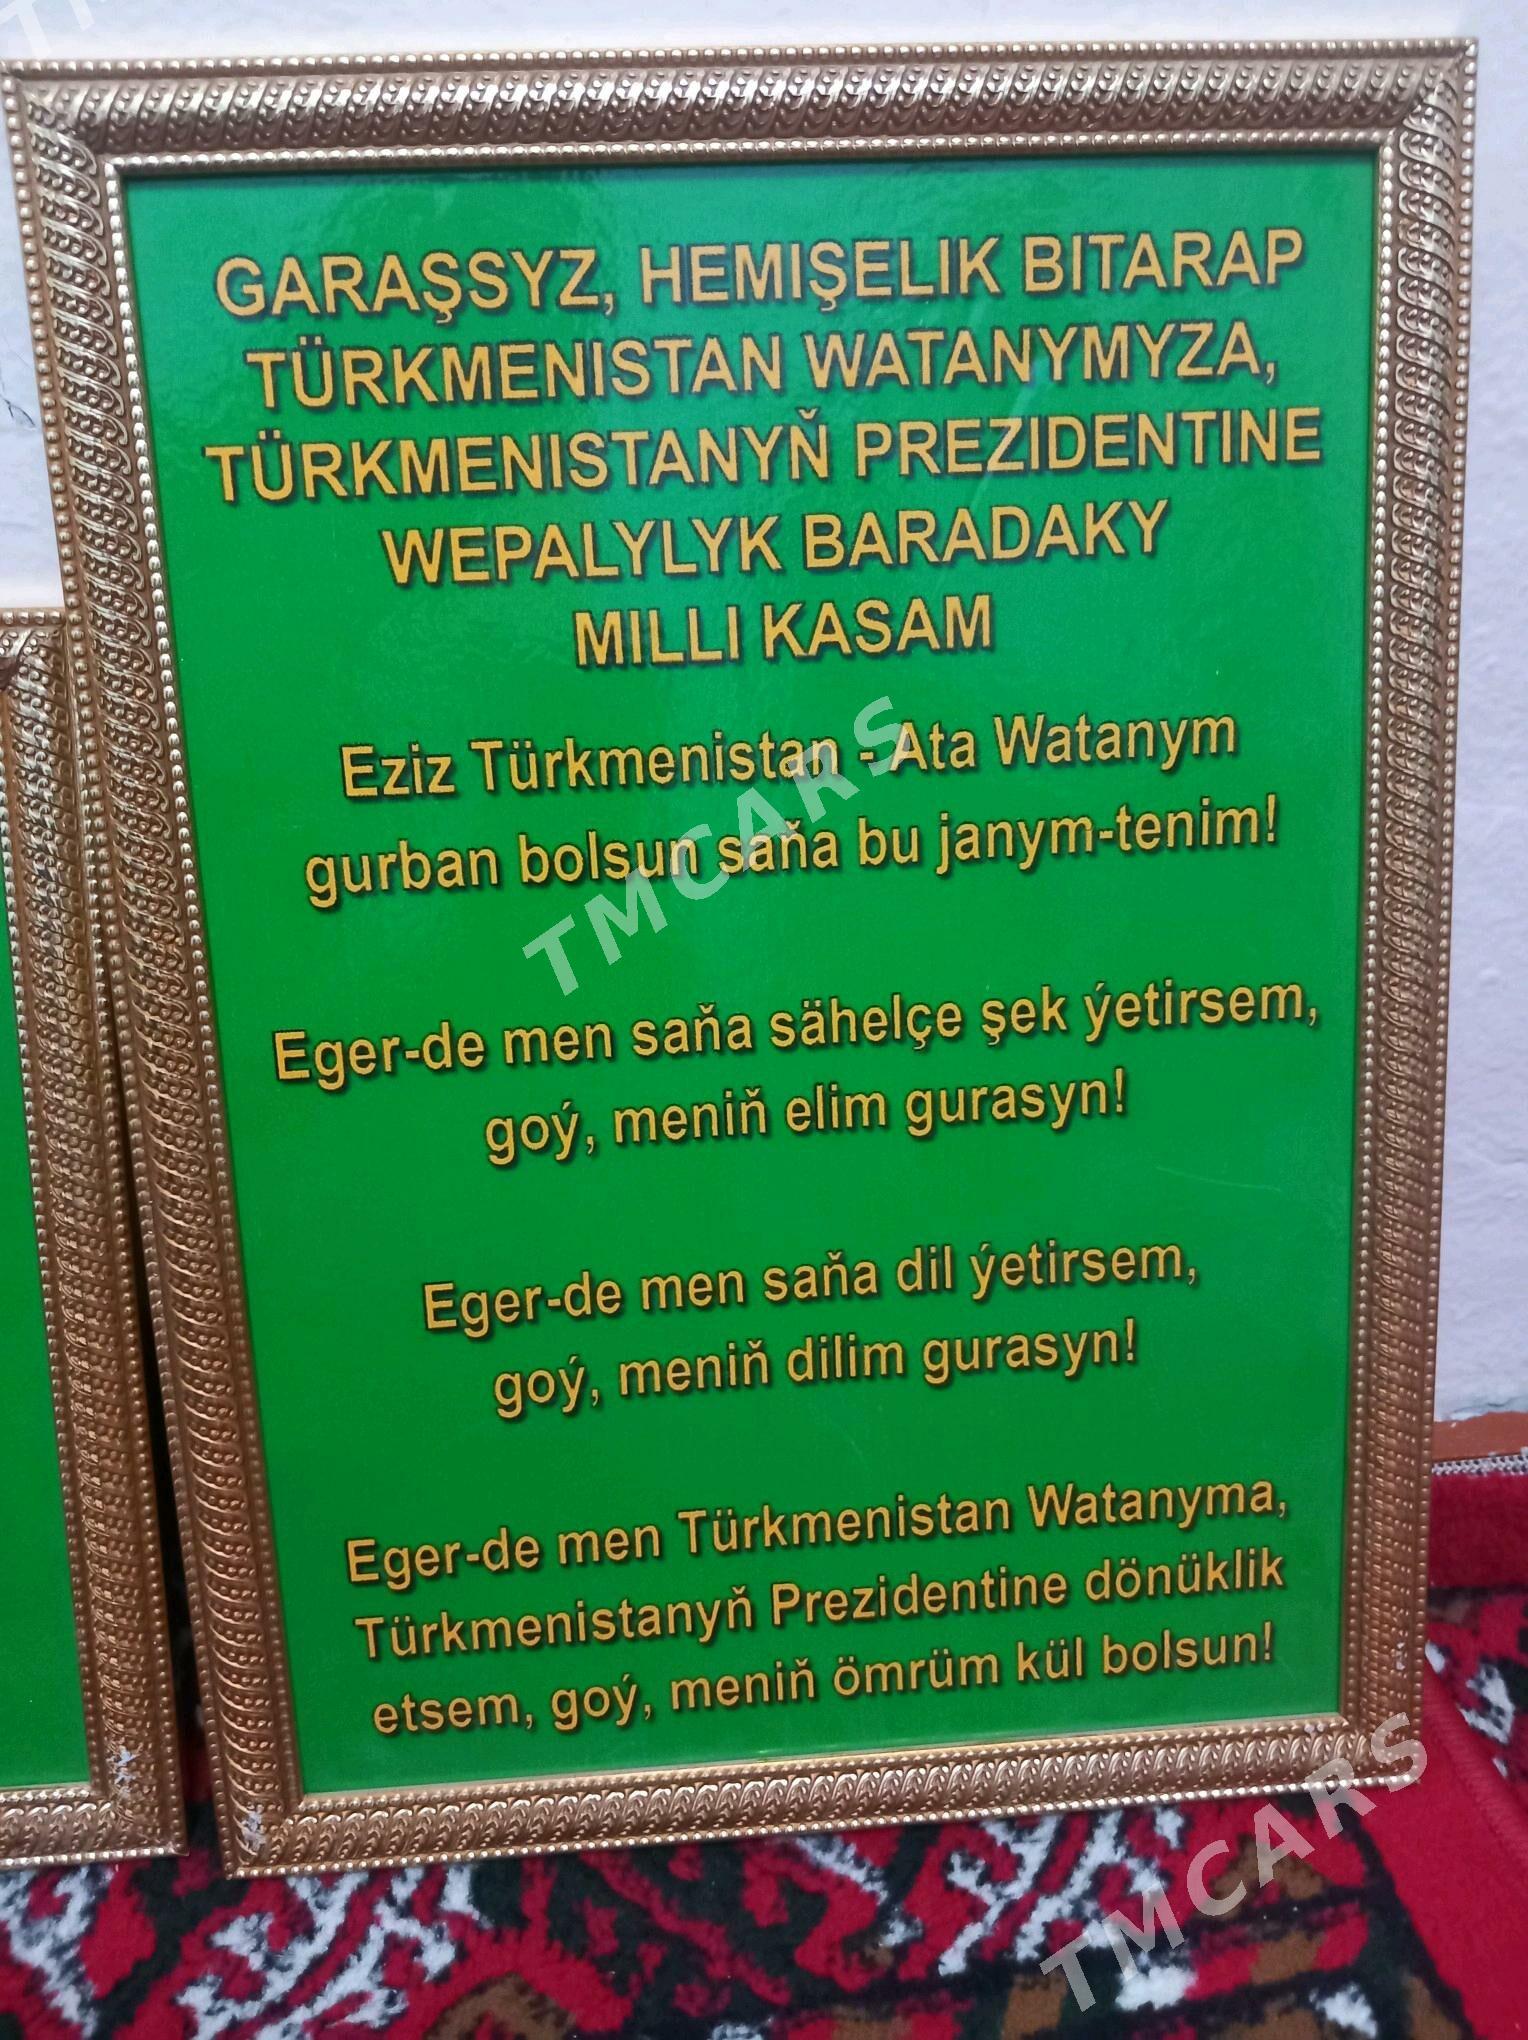 GARAŞSYZ, HEMIŞELIK BITARAP
TÜRKMENISTAN WATANYMYZA,
TÜRKMENISTANYŇ PREZIDENTINE
WEPALYLYK BARADAKY
MILLI KASAM
Eziz Türkmenistan - Ata Watanym
gurban bolsun saňa bu janym-tenim!
Eger-de men saňa sähelçe şek ýetirsem,
goý, meniň elim gurasyn!
Eger-de men saňa dil ýetirsem,
goý, meniň dilim gurasyn!
Eger-de men Türkmenistan Watanyma,
Türkmenistanyň Prezidentine dönüklik
etsem, goý, meniň ömrüm kül bolsun!
TMCARS
TMCARS